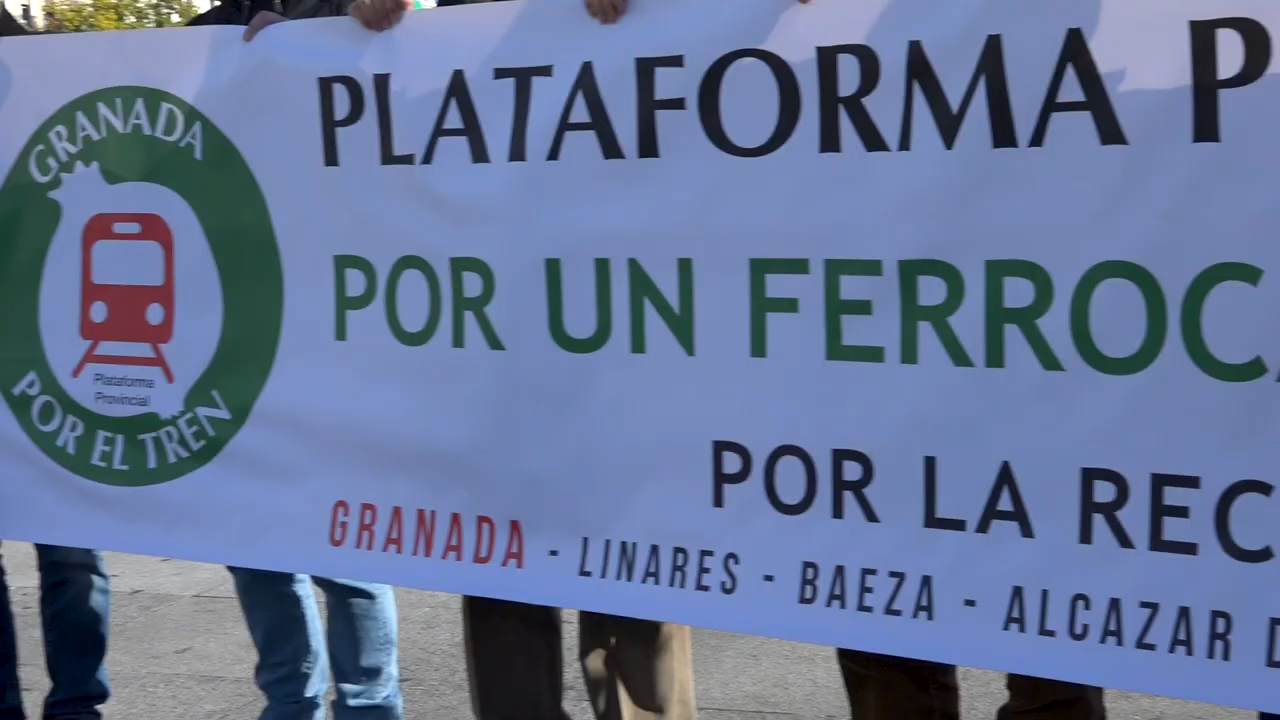 GRANADA
Plataforma
Provincial
POR EL TREN
PLATAFORMA P
POR UN FERROC
POR LA REC
GRANADA - LINARES - BAEZA - ALCAZAR D